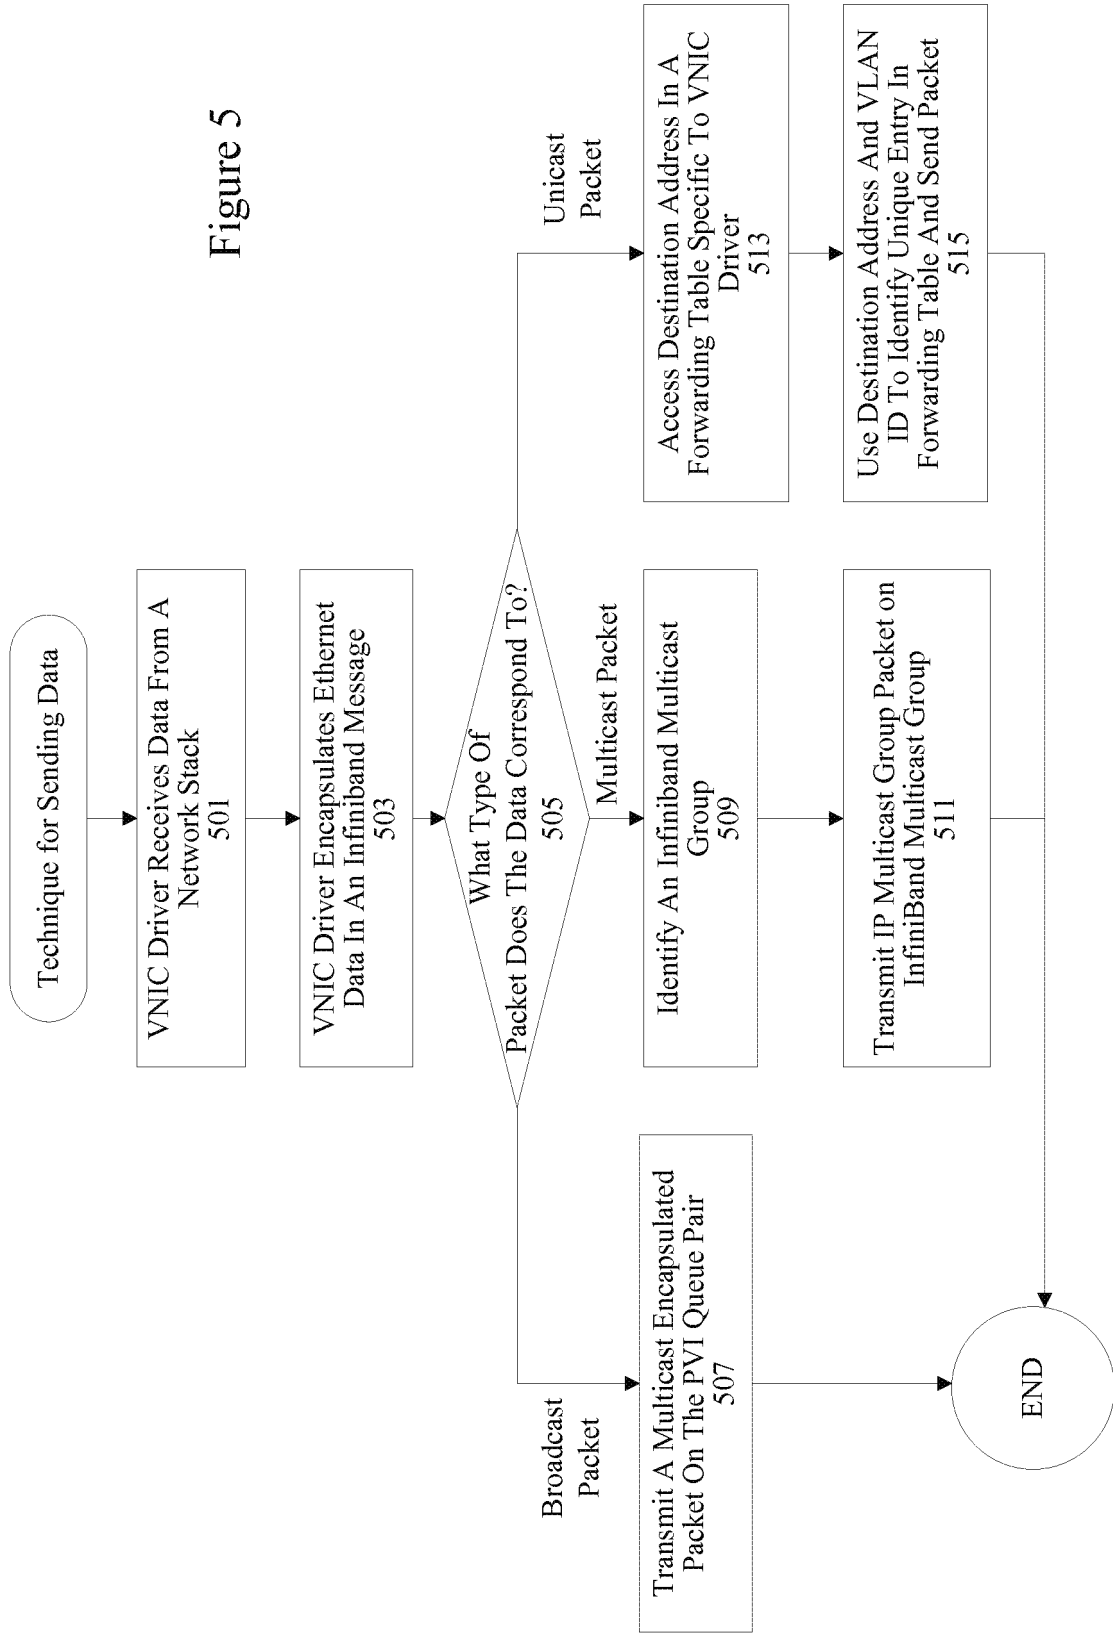 Figure 5
Technique for Sending Data
VNIC Driver Receives Data From A
Network Stack
501
VNIC Driver Encapsulates Ethernet
Data In An Infiniband Message
503
What Type Of
Packet Does The Data Correspond To?
505
Broadcast
Packet
Multicast Packet
Unicast
Packet
Transmit A Multicast Encapsulated
Packet On The PVI Queue Pair
507
Identify An Infiniband Multicast
Group
509
Transmit IP Multicast Group Packet on
InfiniBand Multicast Group
511
Access Destination Address In A
Forwarding Table Specific To VNIC
Driver
513
Use Destination Address And VLAN
ID To Identify Unique Entry In
Forwarding Table And Send Packet
515
END